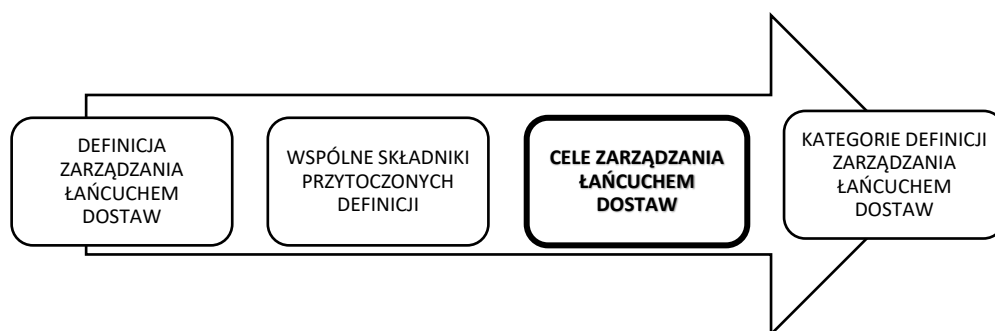 DEFINICJA
ZARZĄDZANIA
ŁAŃCUCHEM
DOSTAW
WSPÓLNE SKŁADNIKI
PRZYTOCZONYCH
DEFINICJI
CELE ZARZĄDZANIA
ŁAŃCUCHEM
DOSTAW
KATEGORIE DEFINICJI
ZARZĄDZANIA
ŁAŃCUCHEM
DOSTAW